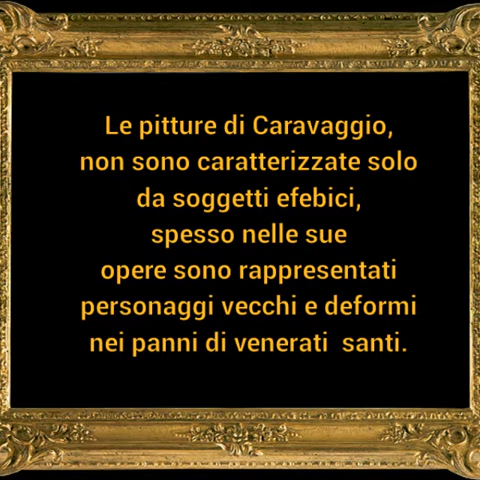 Le pitture di Caravaggio,
non sono caratterizzate solo
da soggetti efebici,
spesso nelle sue
opere sono rappresentati
personaggi vecchi e deformi
nei panni di venerati  santi.